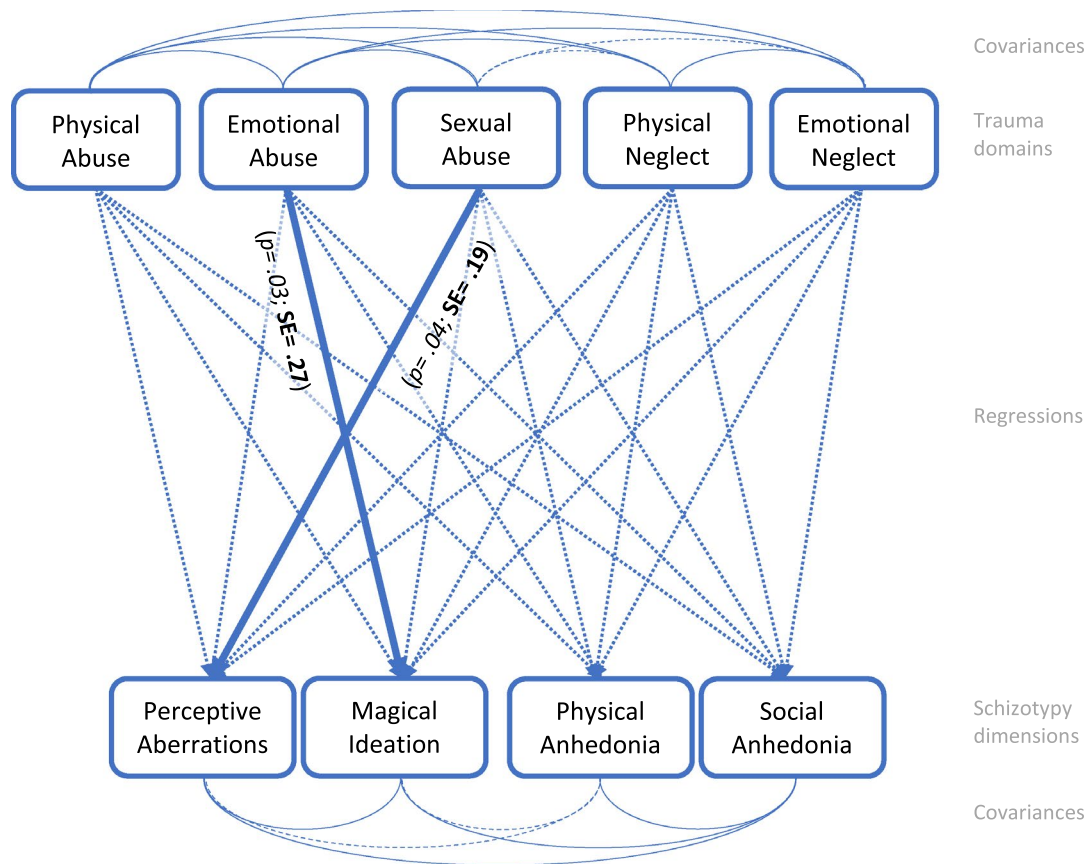 Covariances
Physical
Abuse
Emotional
Abuse
Sexual
Abuse
Physical
Neglect
Emotional
Neglect
Trauma
domains
(p= .03; SE= .27)
(p= .04; SE= .19)
Regressions
Perceptive
Aberrations
Magical
Ideation
Physical
Anhedonia
Social
Anhedonia
Schizotypy
dimensions
Covariances